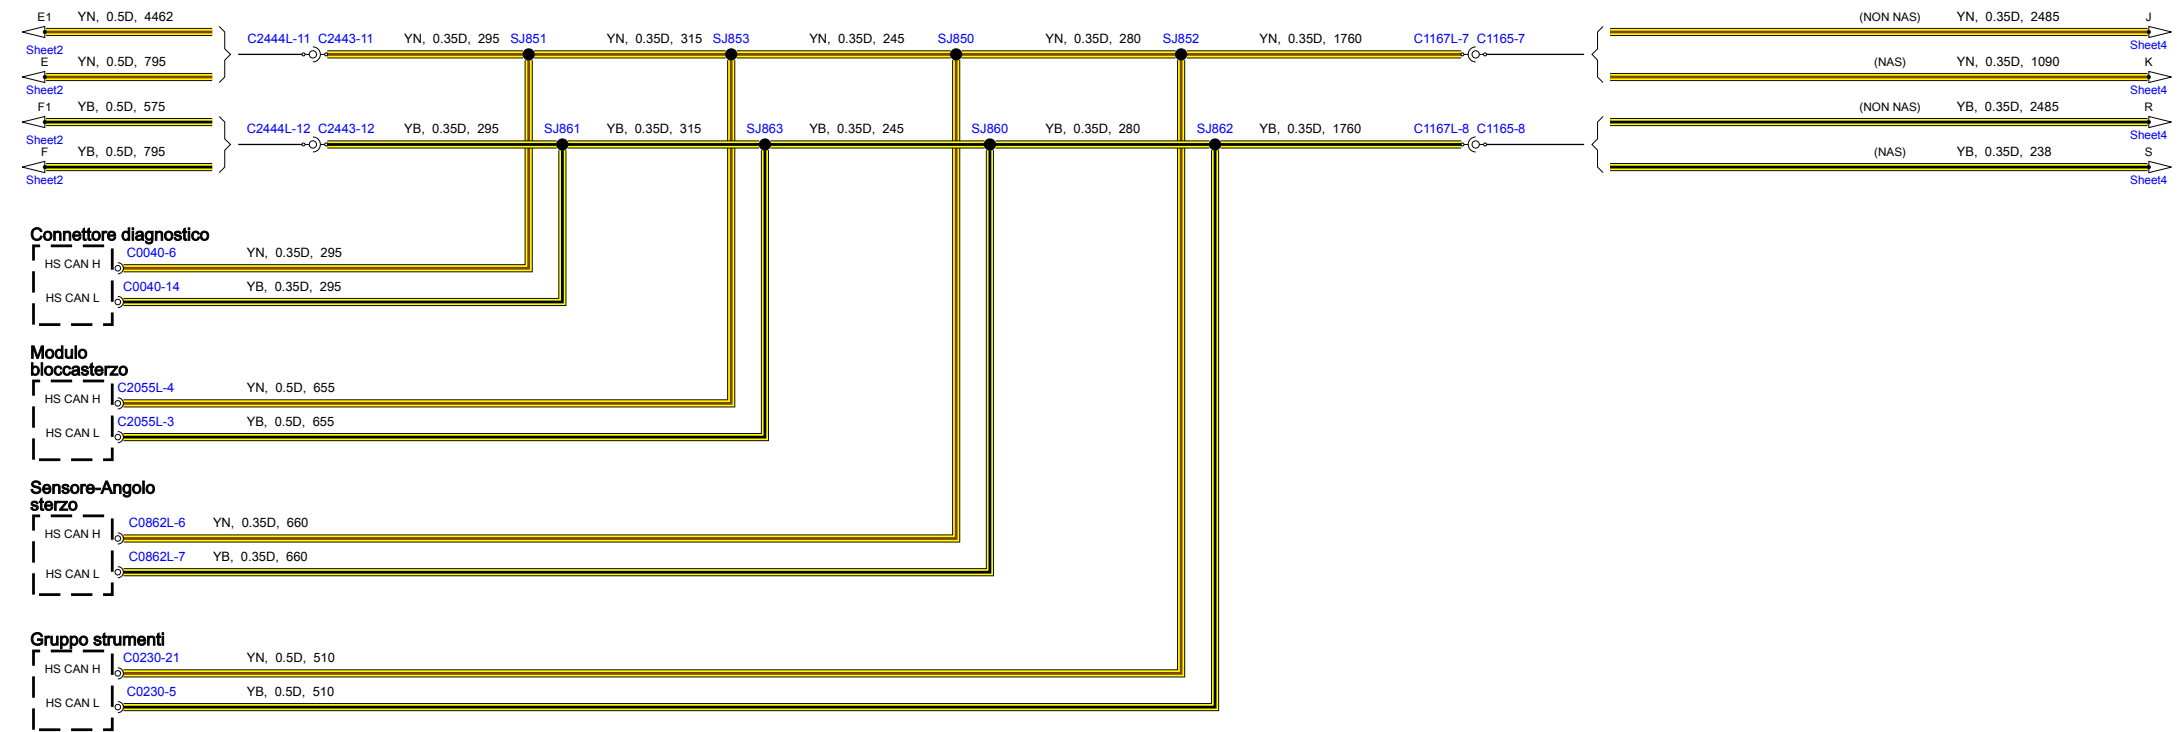 E1 YN, 0.5D, 4462
Sheet2
E YN, 0.5D, 795
Sheet2
F1 YB, 0.5D, 575
Sheet2
F YB, 0.5D, 795
Sheet2
C2444L-11 C2443-11 YN, 0.35D, 295 SJ851 YN, 0.35D, 315 SJ853 YN, 0.35D, 245 SJ850 YN, 0.35D, 280 SJ852 YN, 0.35D, 1760 C1167L-7 C1165-7
C2444L-12 C2443-12 YB, 0.35D, 295 SJ861 YB, 0.35D, 315 SJ863 YB, 0.35D, 245 SJ860 YB, 0.35D, 280 SJ862 YB, 0.35D, 1760 C1167L-8 C1165-8
(NON NAS) YN, 0.35D, 2485 J
Sheet4
(NAS) YN, 0.35D, 1090 K
Sheet4
(NON NAS) YB, 0.35D, 2485 R
Sheet4
(NAS) YB, 0.35D, 238 S
Sheet4
Connettore diagnostico
HS CAN H C0040-6 YN, 0.35D, 295
HS CAN L C0040-14 YB, 0.35D, 295
Modulo
bloccasterzo
HS CAN H C2055L-4 YN, 0.5D, 655
HS CAN L C2055L-3 YB, 0.5D, 655
Sensore-Angolo
sterzo
HS CAN H C0862L-6 YN, 0.35D, 660
HS CAN L C0862L-7 YB, 0.35D, 660
Gruppo strumenti
HS CAN H C0230-21 YN, 0.5D, 510
HS CAN L C0230-5 YB, 0.5D, 510